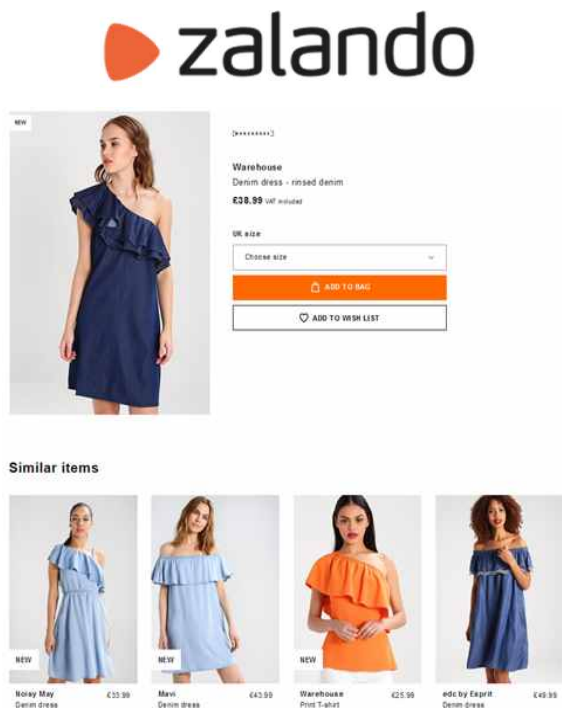 zalando
NEW
Warehouse
Denim dress - rinsed denim
£38.99 VAT included
UK size
Choose size
ADD TO BAG
ADD TO WISH LIST
Similar items
NEW
NEW
NEW
Noisy May £33.99
Denim dress
Mavi £43.99
Denim dress
Warehouse £25.99
Print T-shirt
edc by Esprit £49.99
Denim dress